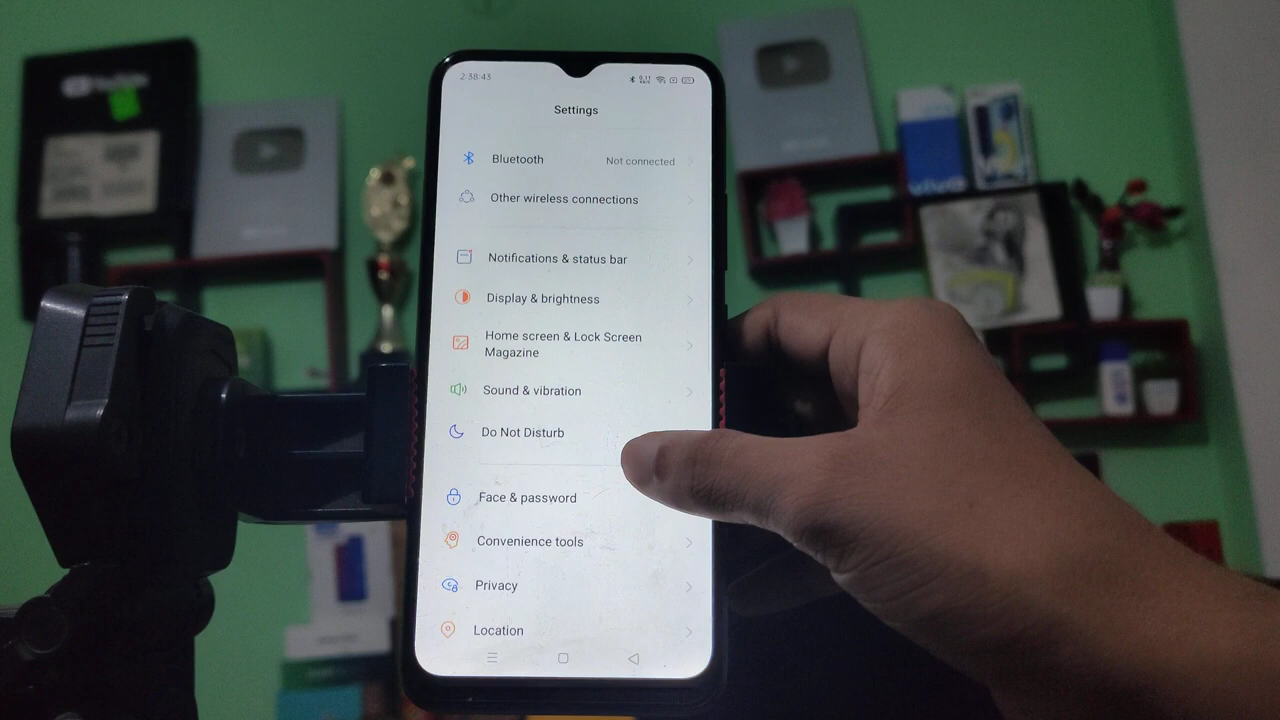 YouTube
2:38:43
Settings
Bluetooth
Not connected
Other wireless connections
Notifications & status bar
Display & brightness
Home screen & Lock Screen
Magazine
Sound & vibration
Do Not Disturb
Face & password
Convenience tools
Privacy
Location
vivo